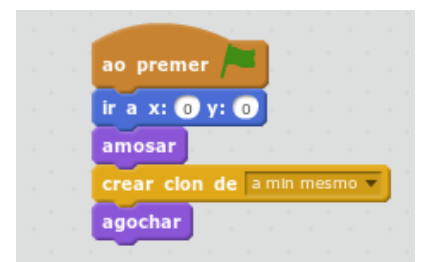 ao premer
ir a x: 0 y: 0
amosar
crear clon de a min mesmo
agochar